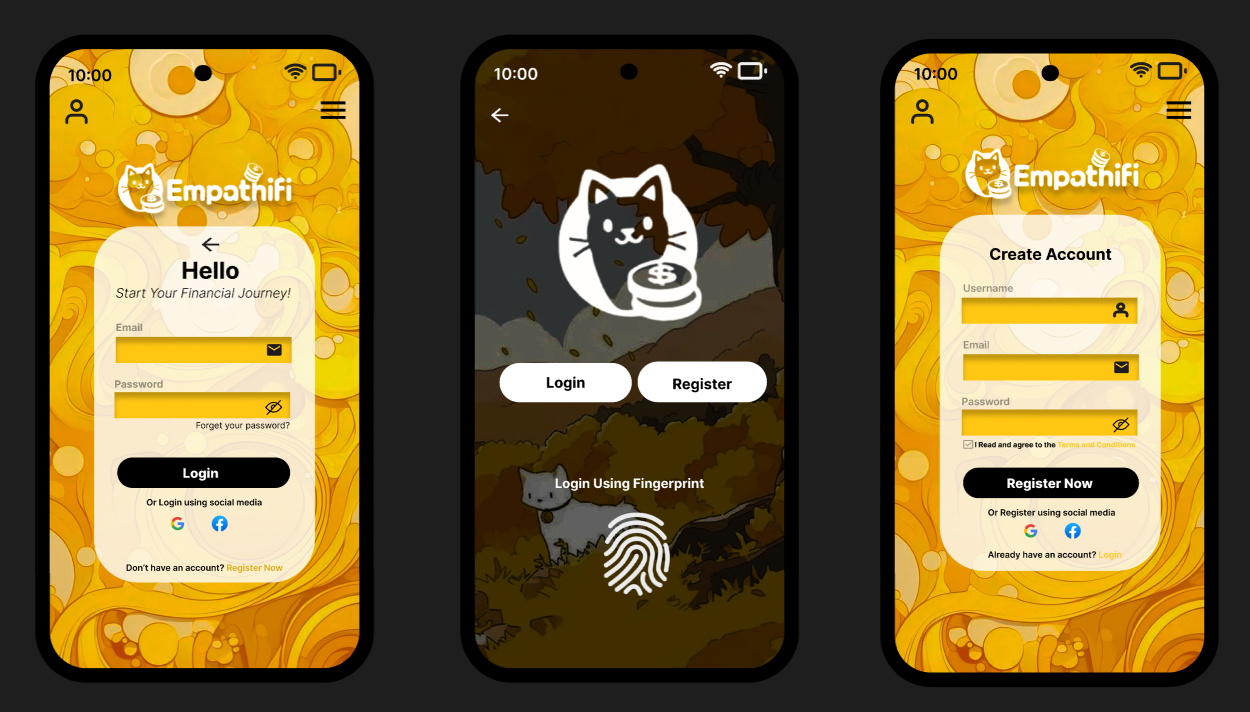 10:00
Empathifi
Hello
Start Your Financial Journey!
Email
Password
Forget your password?
Login
Or Login using social media
Don't have an account? Register Now
10:00
Login
Register
Login Using Fingerprint
10:00
Empathifi
Create Account
Username
Email
Password
I Read and agree to the Terms and Conditions
Register Now
Or Register using social media
Already have an account? Login